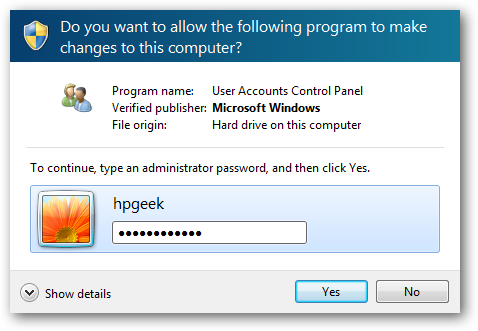 Do you want to allow the following program to make
changes to this computer?
Program name: User Accounts Control Panel
Verified publisher: Microsoft Windows
File origin: Hard drive on this computer
To continue, type an administrator password, and then click Yes.
hpgeek
●●●●●●●●●●●●
Show details Yes No